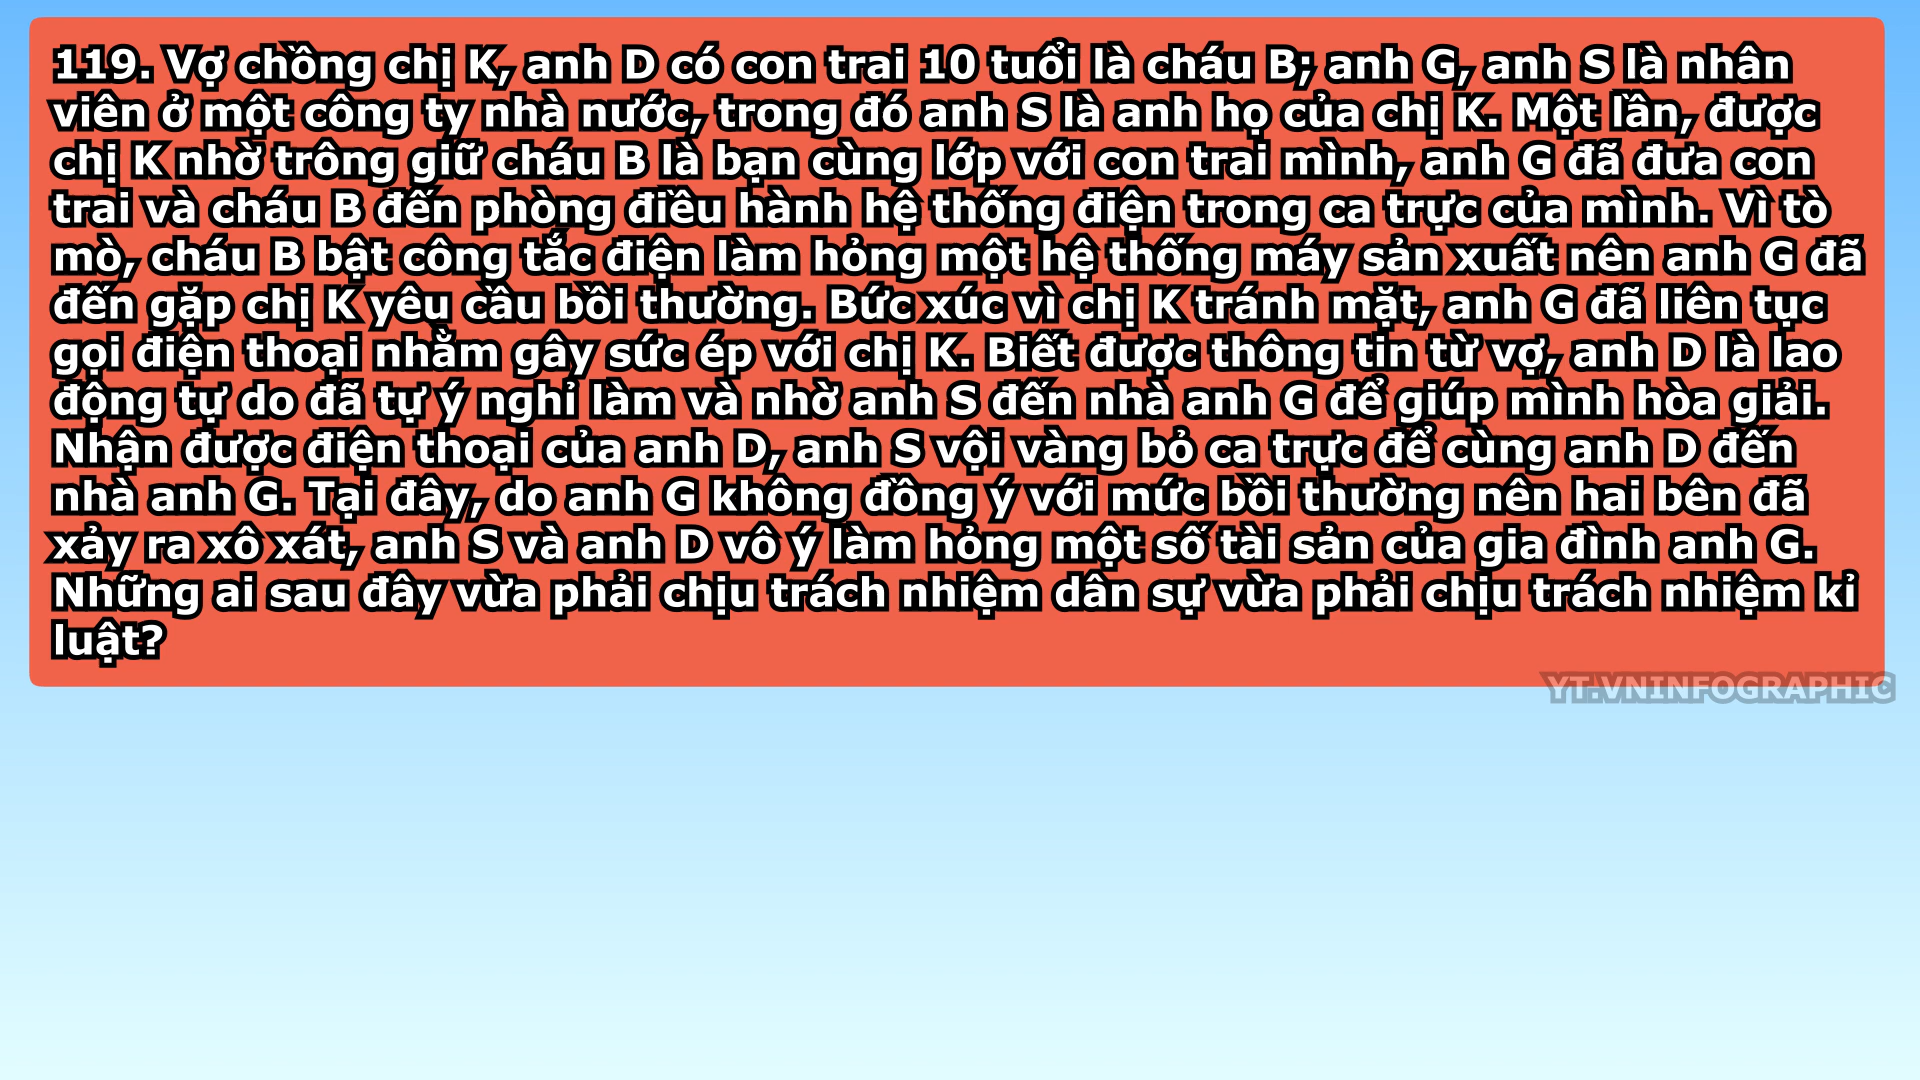 119. Vợ chồng chị K, anh D có con trai 10 tuổi là cháu B; anh G, anh S là nhân
viên ở một công ty nhà nước, trong đó anh S là anh họ của chị K. Một lần, được
chị K nhờ trông giữ cháu B là bạn cùng lớp với con trai mình, anh G đã đưa con
trai và cháu B đến phòng điều hành hệ thống điện trong ca trực của mình. Vì tò
mò, cháu B bật công tắc điện làm hỏng một hệ thống máy sản xuất nên anh G đã
đến gặp chị K yêu cầu bồi thường. Bức xúc vì chị K tránh mặt, anh G đã liên tục
gọi điện thoại nhằm gây sức ép với chị K. Biết được thông tin từ vợ, anh D là lao
động tự do đã tự ý nghỉ làm và nhờ anh S đến nhà anh G để giúp mình hòa giải.
Nhận được điện thoại của anh D, anh S vội vàng bỏ ca trực để cùng anh D đến
nhà anh G. Tại đây, do anh G không đồng ý với mức bồi thường nên hai bên đã
xảy ra xô xát, anh S và anh D vô ý làm hỏng một số tài sản của gia đình anh G.
Những ai sau đây vừa phải chịu trách nhiệm dân sự vừa phải chịu trách nhiệm kỉ
luật?
YT.VNINFOGRAPHIC